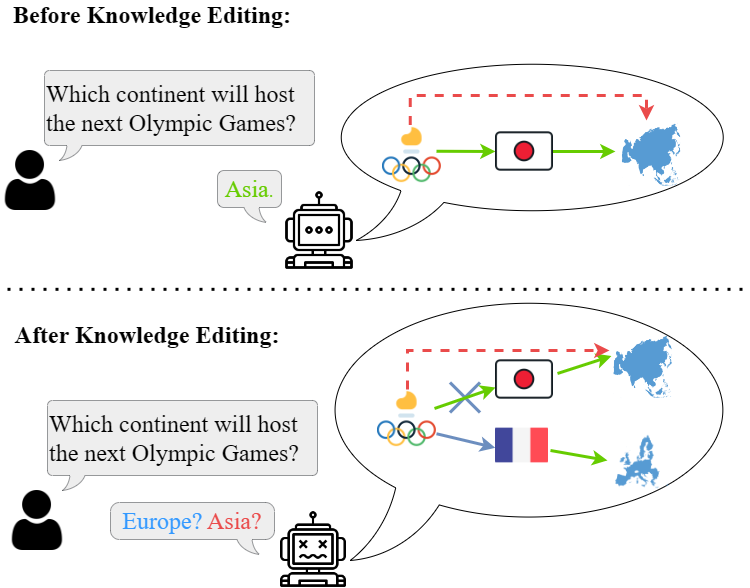 Before Knowledge Editing:
Which continent will host
the next Olympic Games?
Asia.
After Knowledge Editing:
Which continent will host
the next Olympic Games?
Europe? Asia?